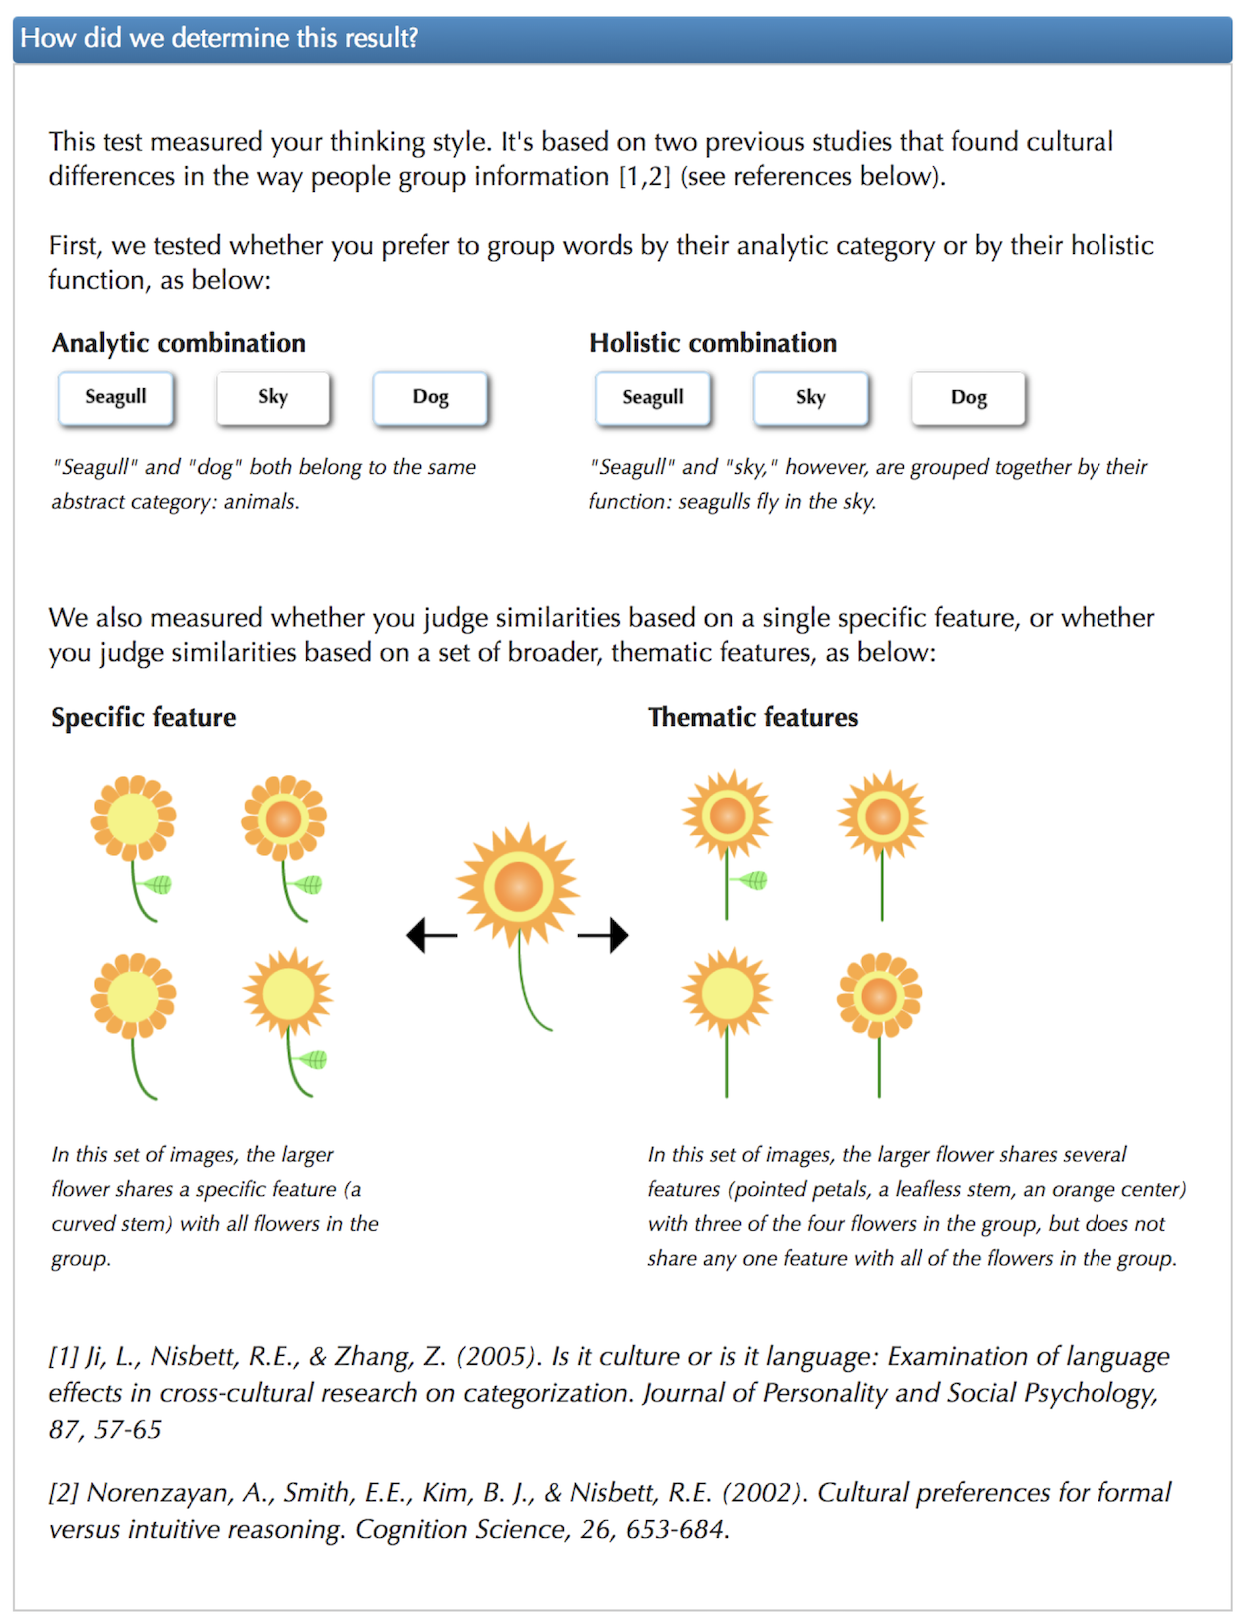 How did we determine this result?
This test measured your thinking style. It's based on two previous studies that found cultural
differences in the way people group information [1,2] (see references below).
First, we tested whether you prefer to group words by their analytic category or by their holistic
function, as below:
Analytic combination
Seagull Sky Dog
"Seagull" and "dog" both belong to the same
abstract category: animals.
Holistic combination
Seagull Sky Dog
"Seagull" and "sky," however, are grouped together by their
function: seagulls fly in the sky.
We also measured whether you judge similarities based on a single specific feature, or whether
you judge similarities based on a set of broader, thematic features, as below:
Specific feature
Thematic features
In this set of images, the larger
flower shares a specific feature (a
curved stem) with all flowers in the
group.
In this set of images, the larger flower shares several
features (pointed petals, a leafless stem, an orange center)
with three of the four flowers in the group, but does not
share any one feature with all of the flowers in the group.
[1] Ji, L., Nisbett, R.E., & Zhang, Z. (2005). Is it culture or is it language: Examination of language
effects in cross-cultural research on categorization. Journal of Personality and Social Psychology,
87, 57-65
[2] Norenzayan, A., Smith, E.E., Kim, B. J., & Nisbett, R.E. (2002). Cultural preferences for formal
versus intuitive reasoning. Cognition Science, 26, 653-684.